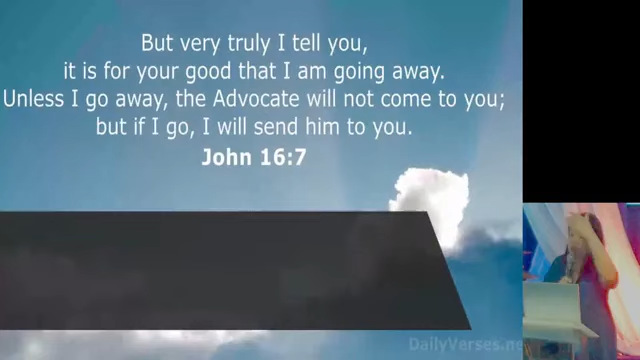 But very truly I tell you,
it is for your good that I am going away.
Unless I go away, the Advocate will not come to you;
but if I go, I will send him to you.
John 16:7
DailyVerses.ne